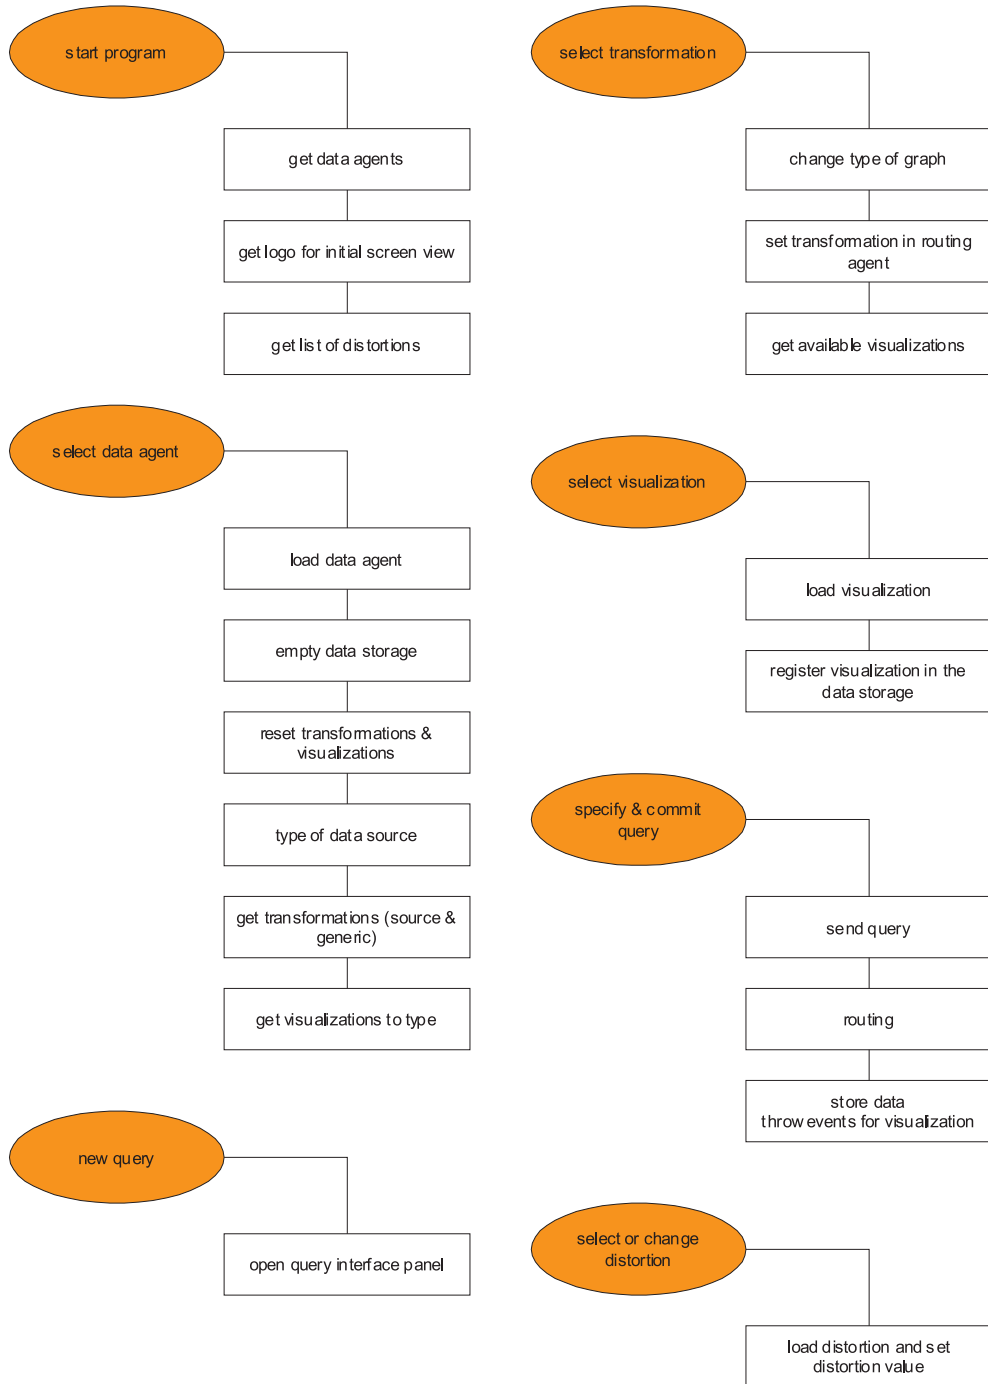 start program
get data agents
get logo for initial screen view
get list of distortions
select data agent
load data agent
empty data storage
reset transformations &
visualizations
type of data source
get transformations (source &
generic)
get visualizations to type
new query
open query interface panel
select transformation
change type of graph
set transformation in routing
agent
get available visualizations
select visualization
load visualization
register visualization in the
data storage
specify & commit
query
send query
routing
store data
throw events for visualization
select or change
distortion
load distortion and set
distortion value